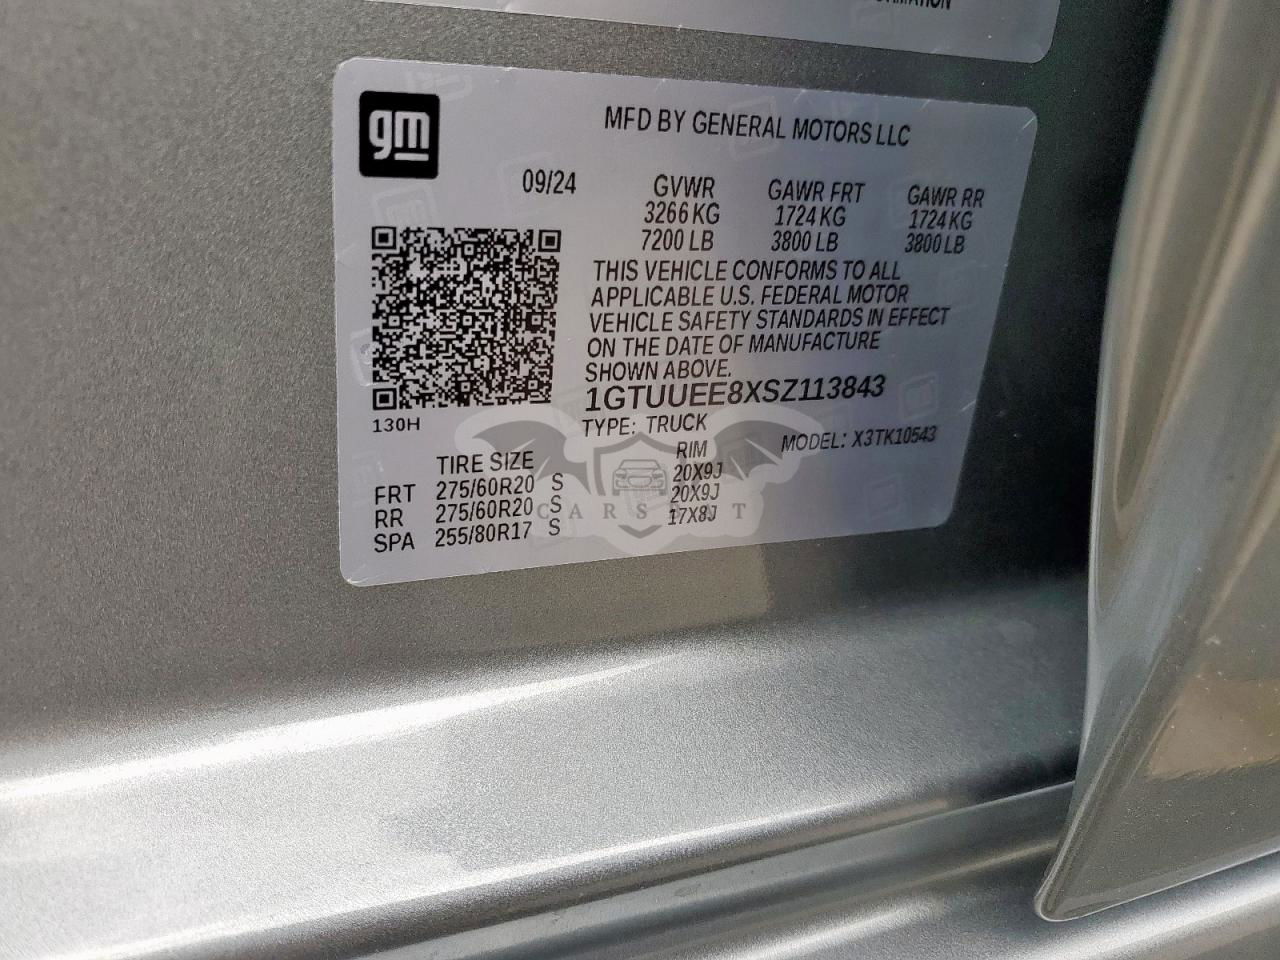 MATION
gm
MFD BY GENERAL MOTORS LLC
09/24
GVWR GAWR FRT GAWR RR
3266 KG 1724 KG 1724 KG
7200 LB 3800 LB 3800 LB
THIS VEHICLE CONFORMS TO ALL
APPLICABLE U.S. FEDERAL MOTOR
VEHICLE SAFETY STANDARDS IN EFFECT
ON THE DATE OF MANUFACTURE
SHOWN ABOVE.
1GTUUEE8XSZ113843
130H
TYPE: TRUCK
MODEL: X3TK10543
TIRE SIZE RIM
FRT 275/60R20 S 20X9J
RR 275/60R20 S 20X9J
SPA 255/80R17 S 17X8J